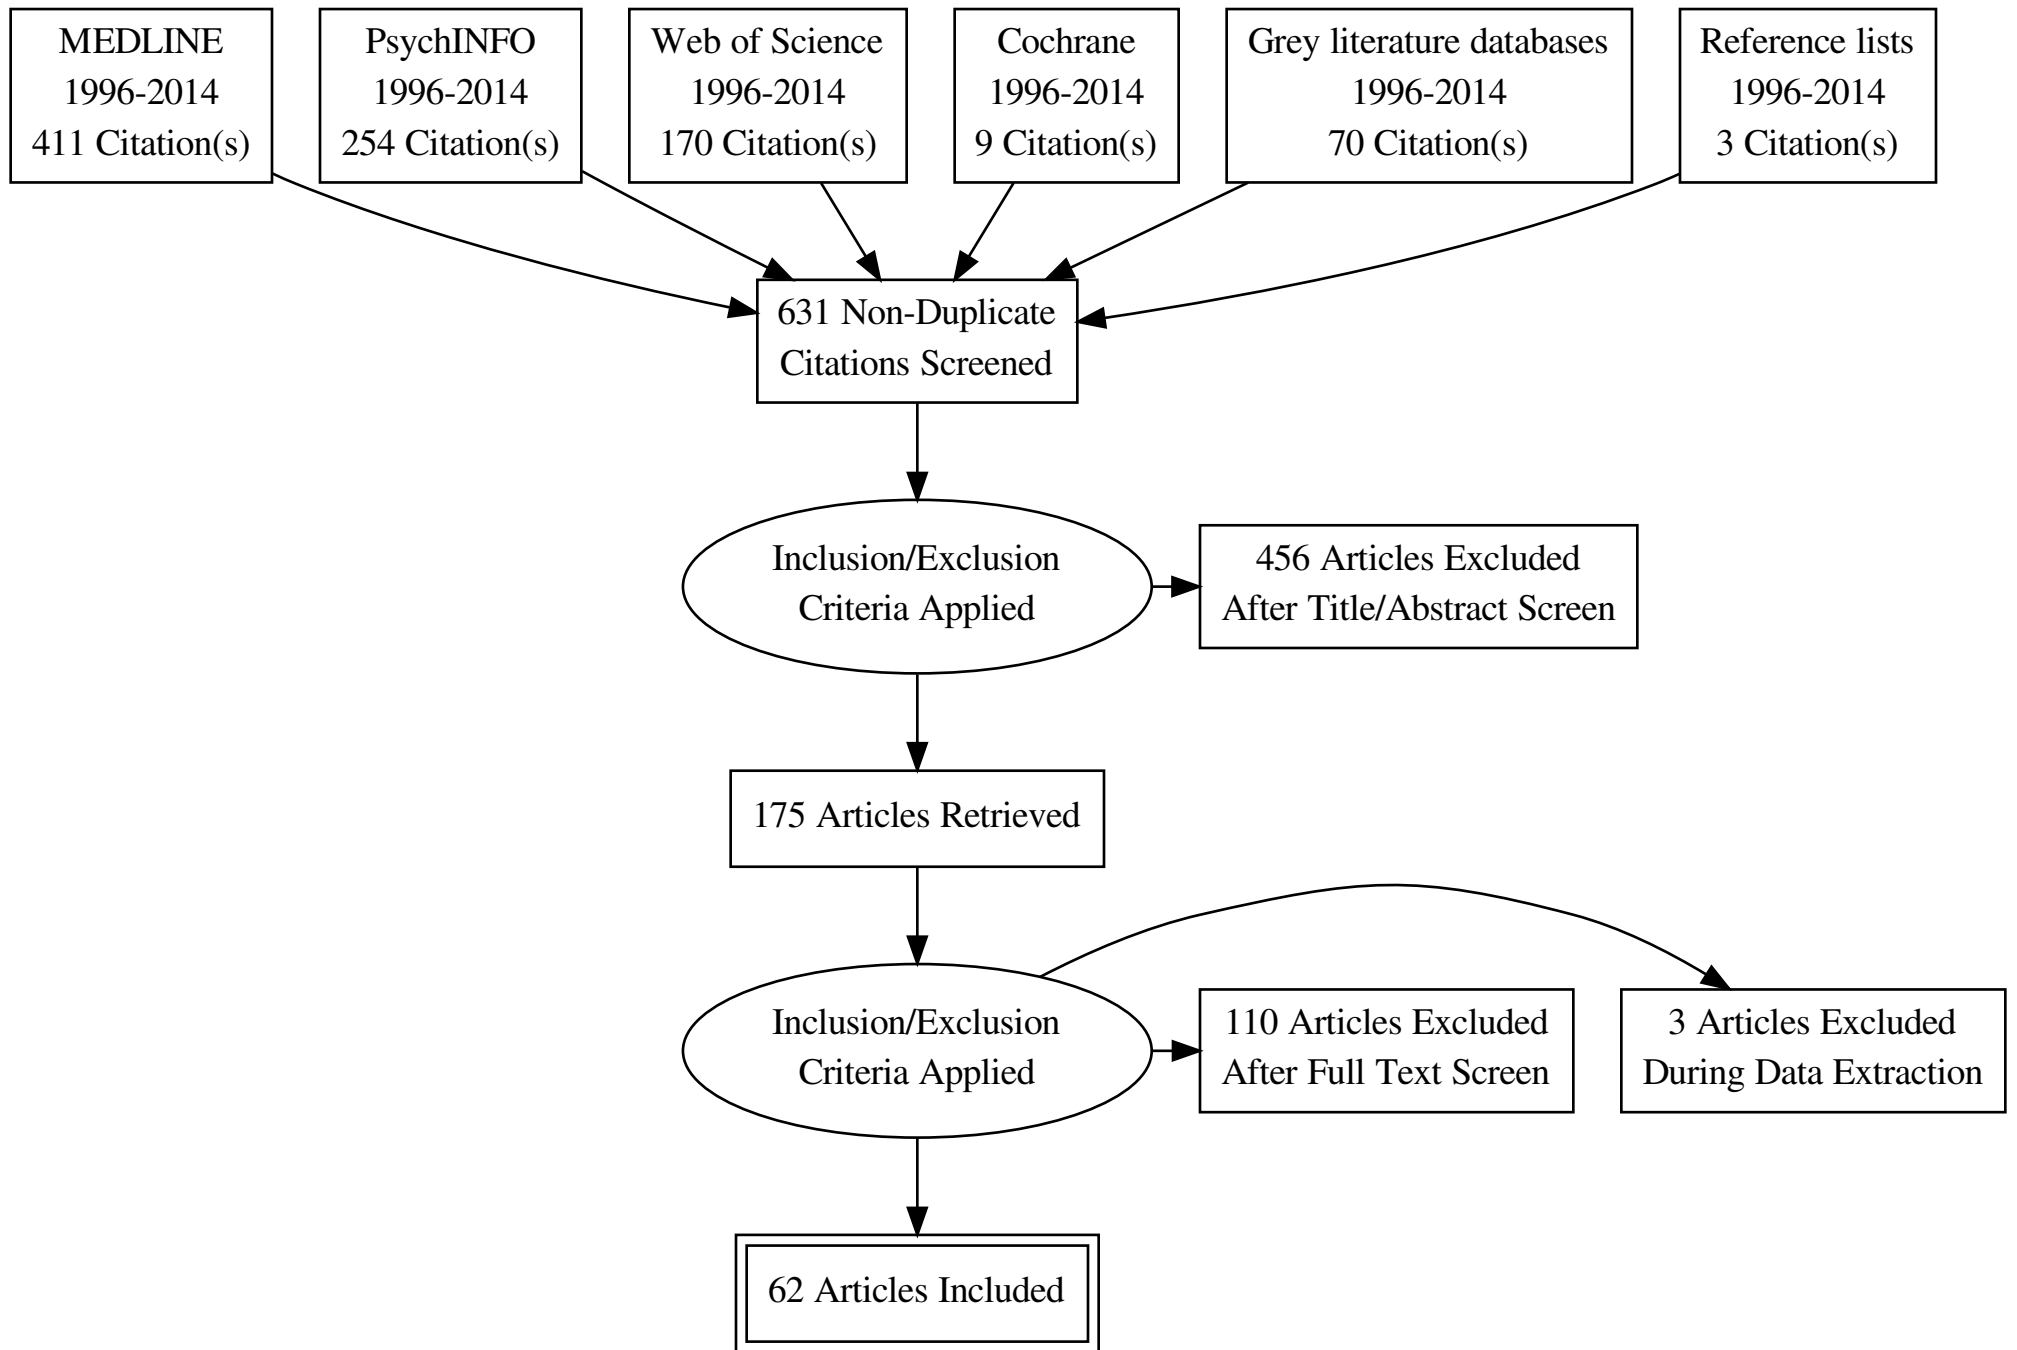 MEDLINE
1996-2014
411 Citation(s)
PsychINFO
1996-2014
254 Citation(s)
Web of Science
1996-2014
170 Citation(s)
Cochrane
1996-2014
9 Citation(s)
Grey literature databases
1996-2014
70 Citation(s)
Reference lists
1996-2014
3 Citation(s)
631 Non-Duplicate
Citations Screened
Inclusion/Exclusion
Criteria Applied
456 Articles Excluded
After Title/Abstract Screen
175 Articles Retrieved
Inclusion/Exclusion
Criteria Applied
110 Articles Excluded
After Full Text Screen
3 Articles Excluded
During Data Extraction
62 Articles Included